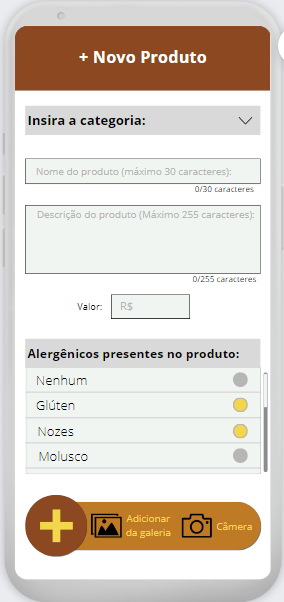 + Novo Produto
Insira a categoria:
Nome do produto (máximo 30 caracteres):
0/30 caracteres
Descrição do produto (Máximo 255 caracteres):
0/255 caracteres
Valor: R$
Alergênicos presentes no produto:
Nenhum
Glúten
Nozes
Molusco
Adicionar
da galeria
Câmera